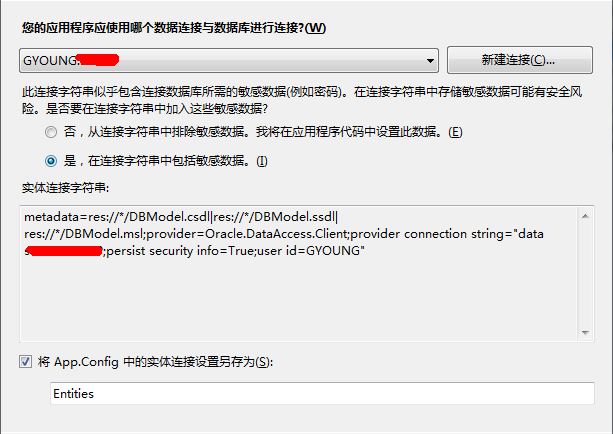 您的应用程序应使用哪个数据连接与数据库进行连接?(W)
GYOUNG.
新建连接(C)...
此连接字符串似乎包含连接数据库所需的敏感数据(例如密码)。在连接字符串中存储敏感数据可能有安全风
险。是否要在连接字符串中加入这些敏感数据?
否，从连接字符串中排除敏感数据。我将在应用程序代码中设置此数据。(E)
是，在连接字符串中包括敏感数据。(I)
实体连接字符串:
metadata=res://*/DBModel.csdl|res://*/DBModel.ssdl|
res://*/DBModel.msl;provider=Oracle.DataAccess.Client;provider connection string="data
s ;persist security info=True;user id=GYOUNG"
将 App.Config 中的实体连接设置另存为(S):
Entities